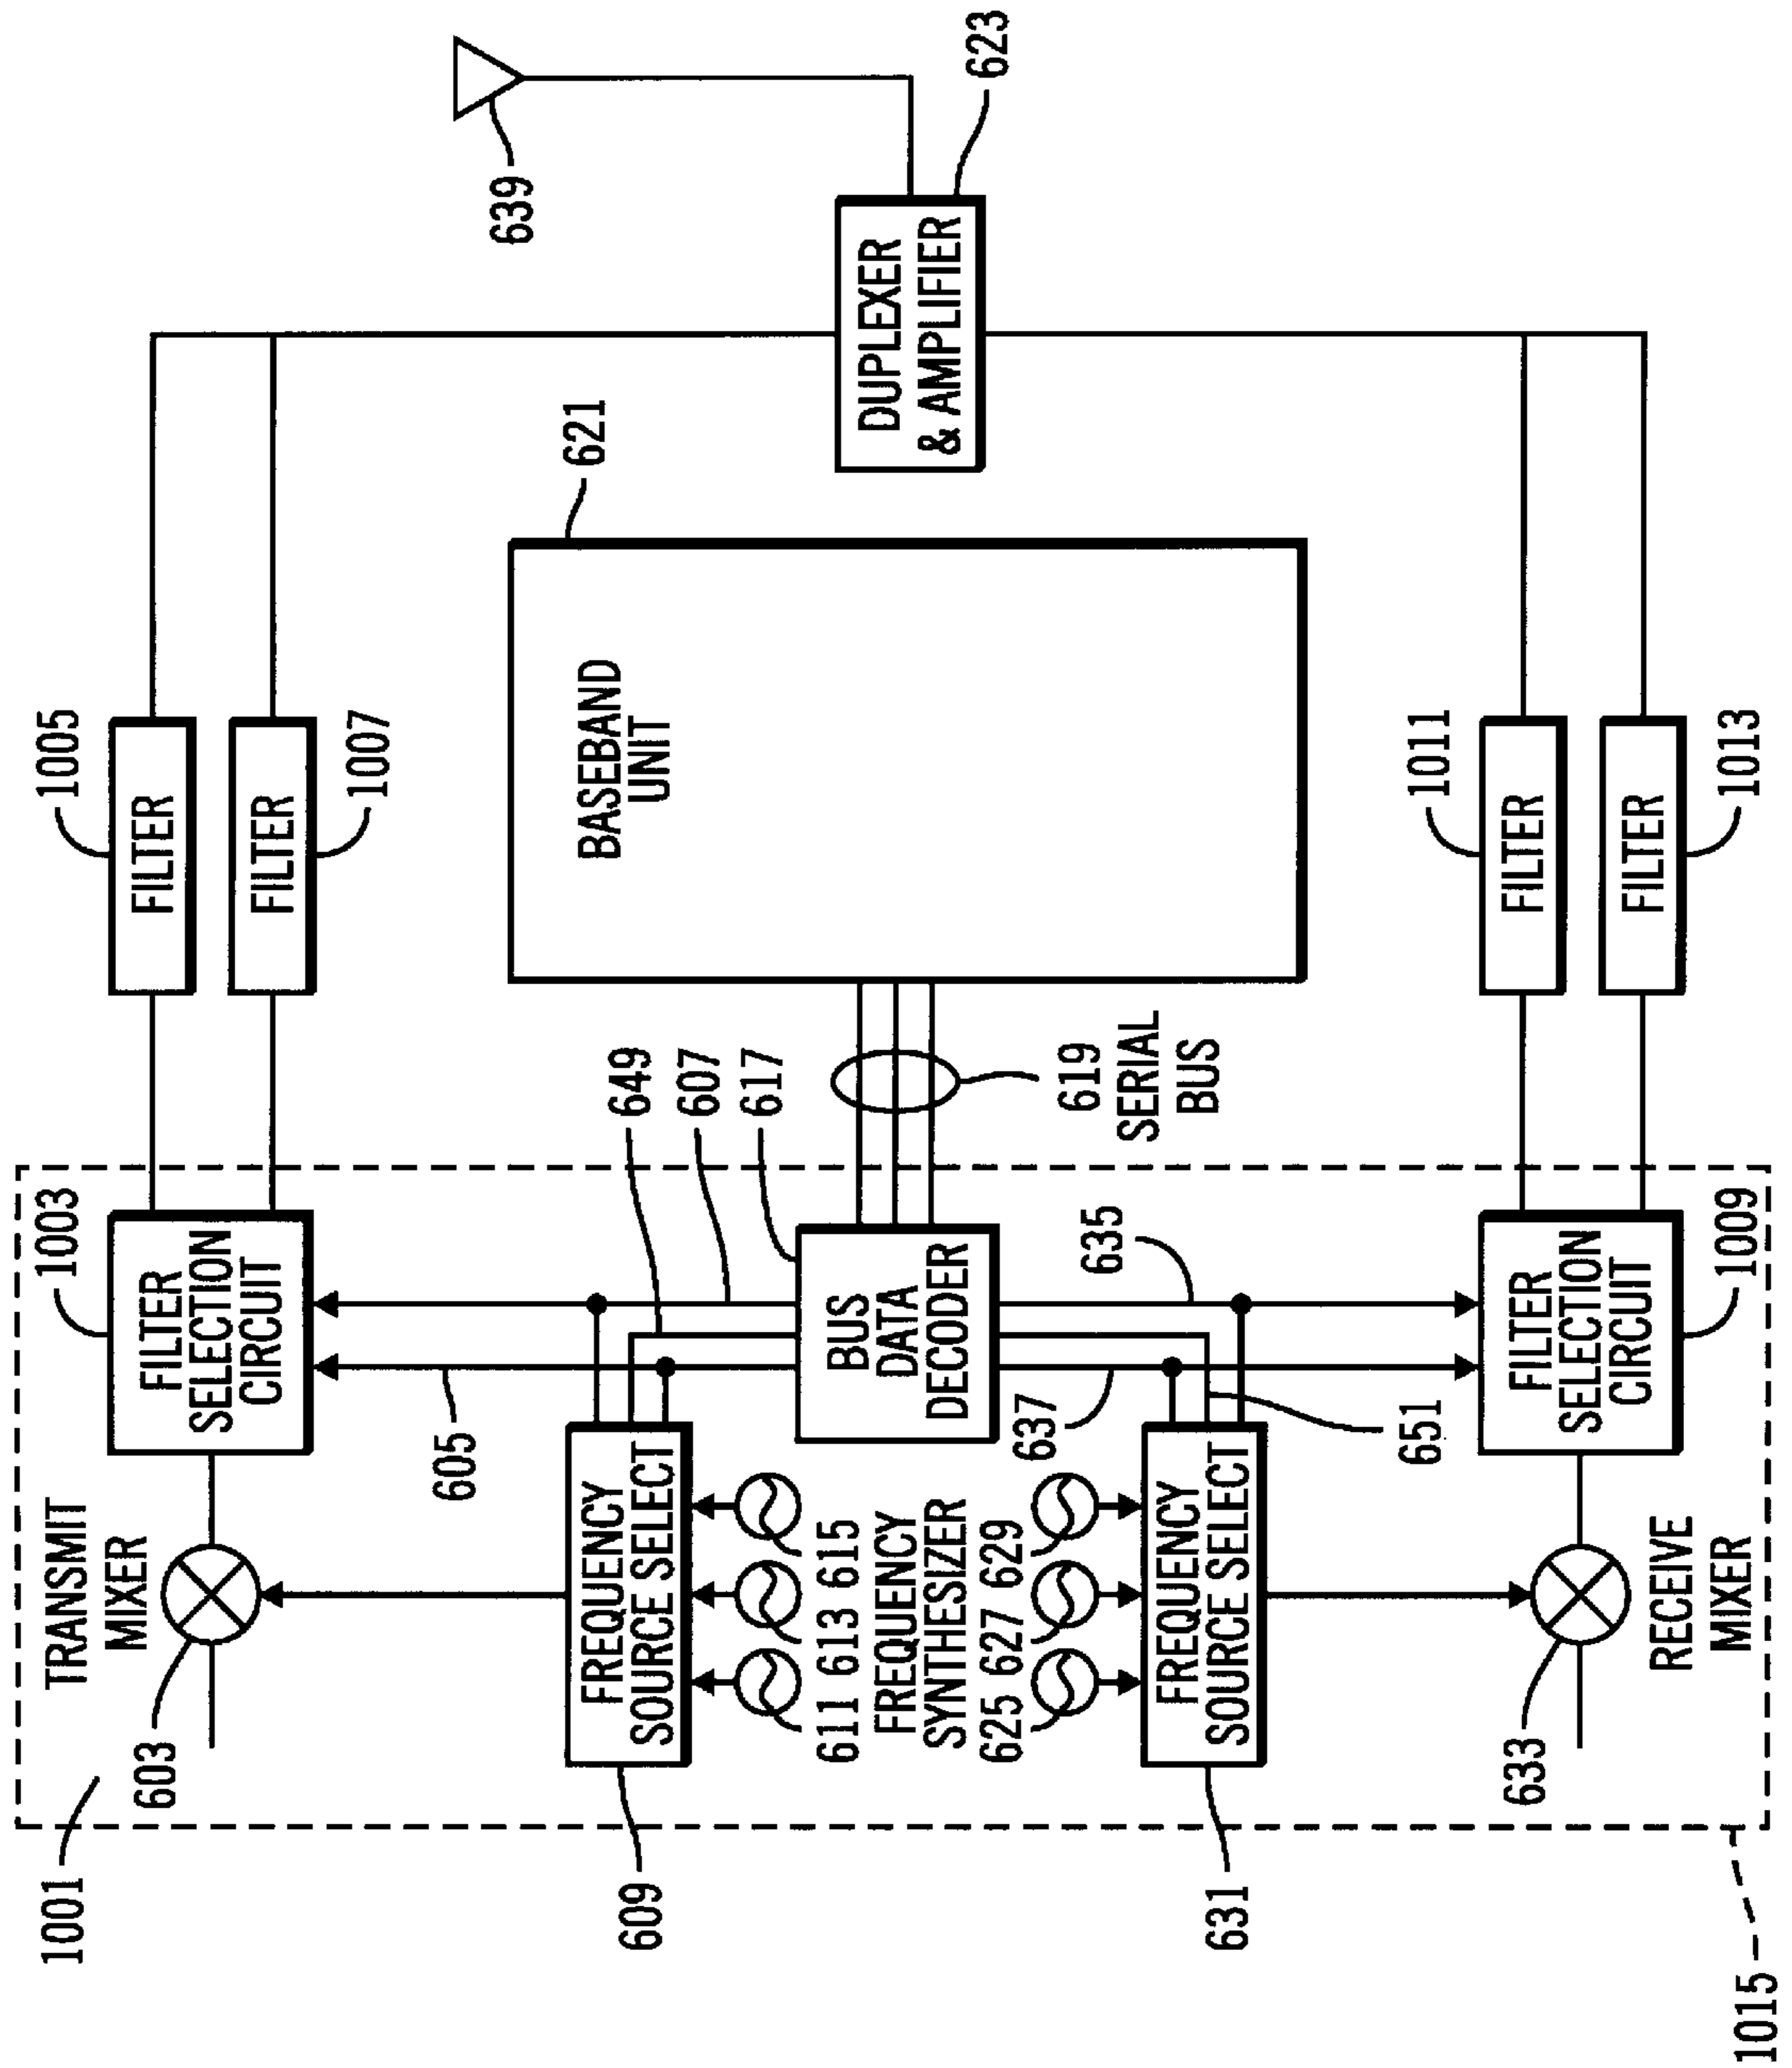 1001
TRANSMIT
MIXER
603
605
1003
FILTER
SELECTION
CIRCUIT
1005
FILTER
FILTER
1007
639
609
FREQUENCY
SOURCE SELECT
649
607
617
621
BASEBAND
UNIT
611 613 615
FREQUENCY
SYNTHESIZER
625 627 629
BUS
DATA
DECODER
619
SERIAL
BUS
DUPLEXER
& AMPLIFIER
623
637
635
631
FREQUENCY
SOURCE SELECT
651
1011
FILTER
FILTER
1013
633
RECEIVE
MIXER
FILTER
SELECTION
CIRCUIT
1009
1015